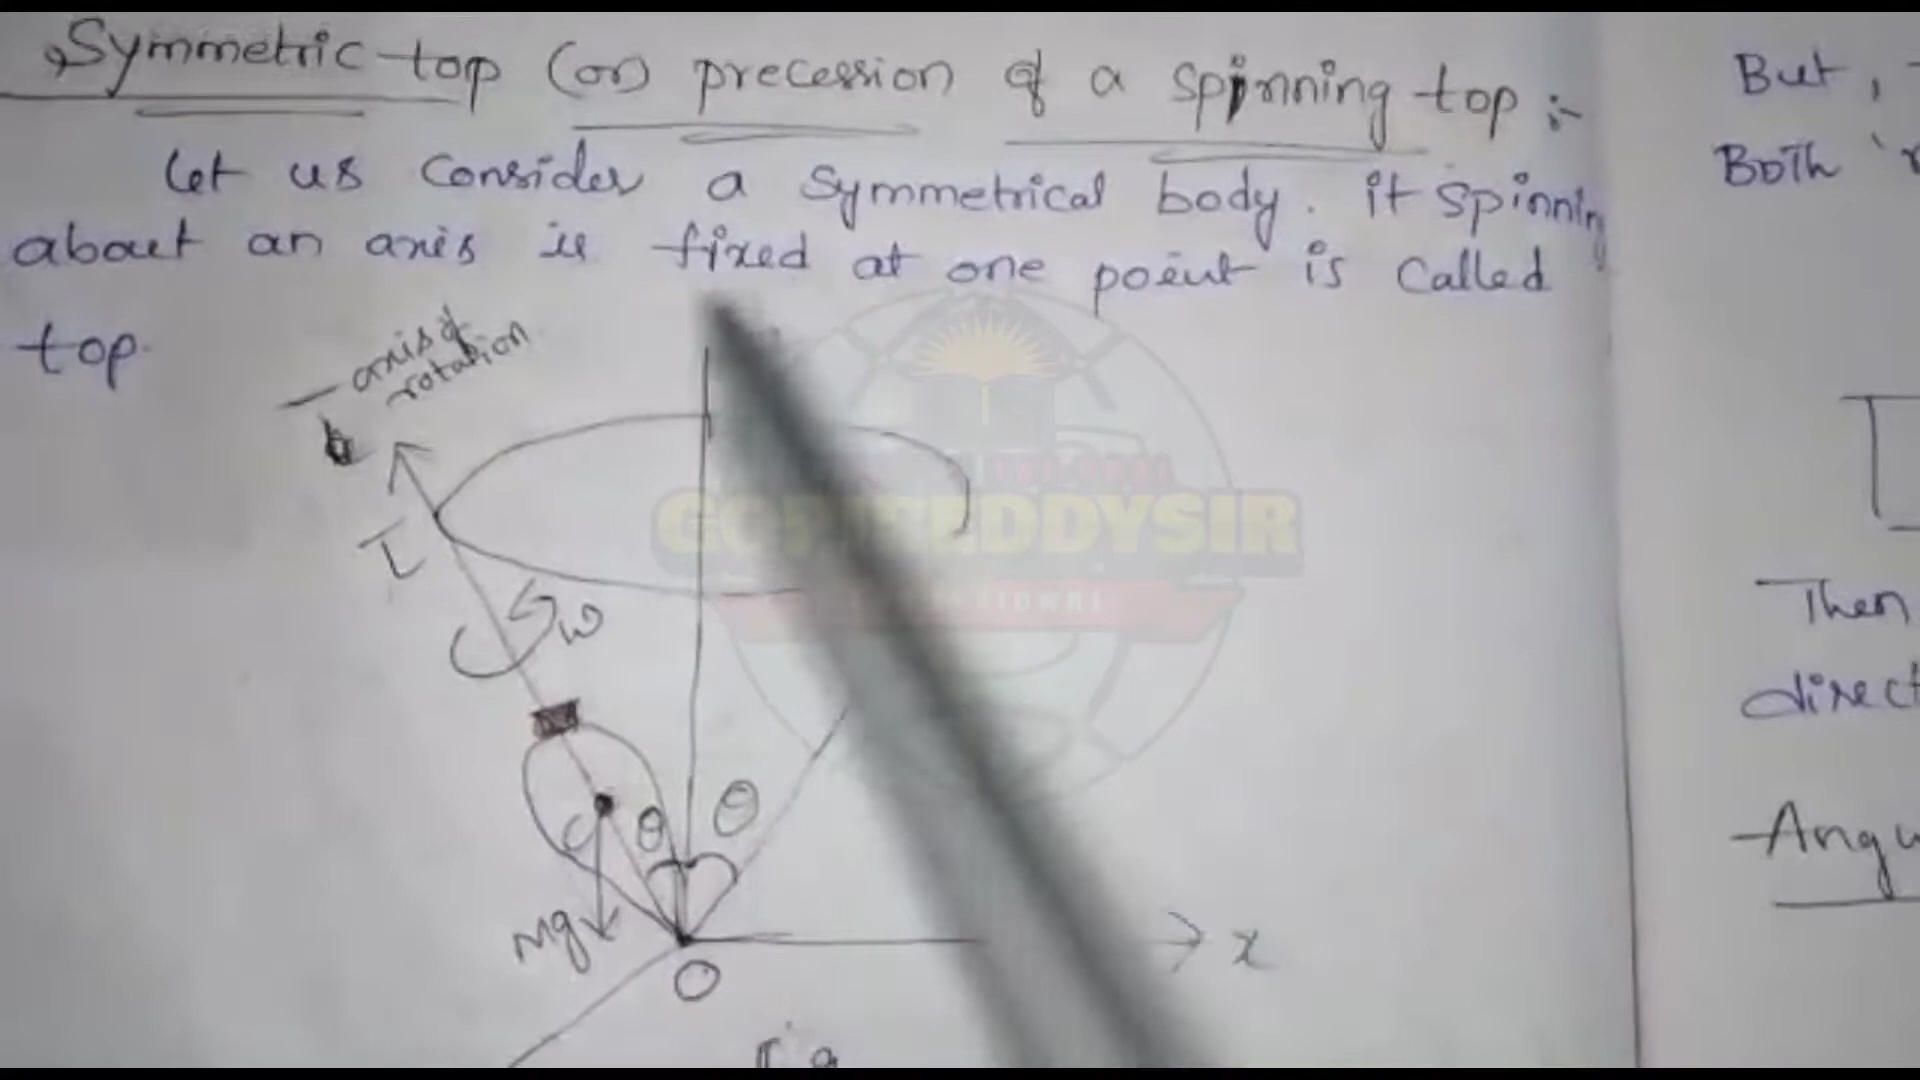 Symmetric top (or) precession of a spinning top :-
Let us consider a symmetrical body. it spinning
about an axis is fixed at one point is called
top.
axis of
rotation
L
ω
C
θ
θ
Mg
O
x
But,
Both
Then
direct
Angu